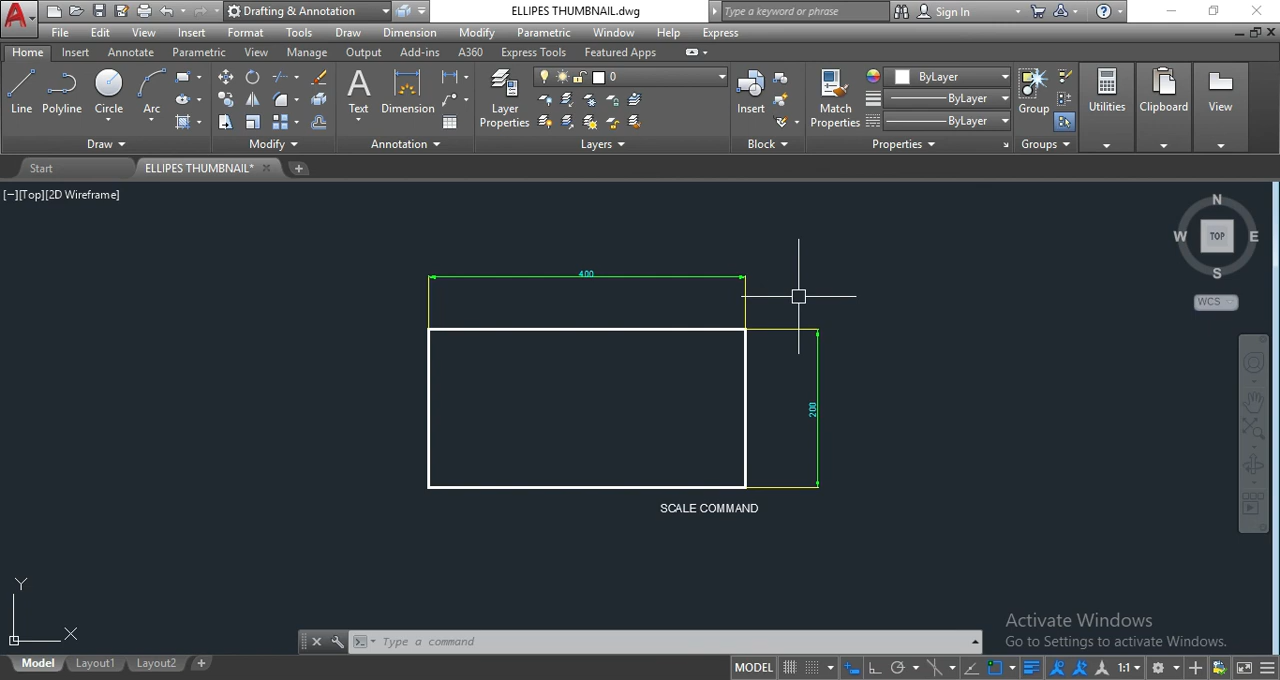 Drafting & Annotation
ELLIPES THUMBNAIL.dwg
Type a keyword or phrase
Sign In
File Edit View Insert Format Tools Draw Dimension Modify Parametric Window Help Express
Home Insert Annotate Parametric View Manage Output Add-ins A360 Express Tools Featured Apps
Line Polyline Circle Arc
Text Dimension
Layer Properties
0
Insert
Match Properties
ByLayer
ByLayer
ByLayer
Group
Utilities
Clipboard
View
Draw Modify Annotation Layers Block Properties Groups
Start
ELLIPES THUMBNAIL*
[−][Top][2D Wireframe]
N
W TOP E
S
WCS
400
200
SCALE COMMAND
Y
X
Type a command
Activate Windows
Go to Settings to activate Windows.
Model Layout1 Layout2
MODEL
1:1